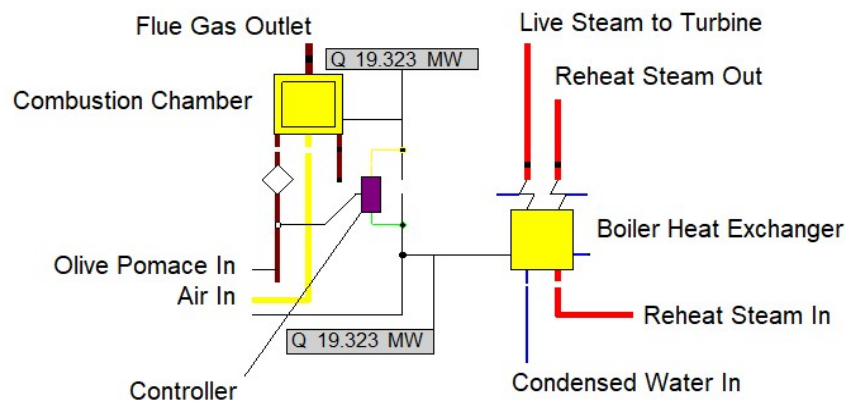 Flue Gas Outlet
Live Steam to Turbine
Q 19.323 MW
Reheat Steam Out
Combustion Chamber
Boiler Heat Exchanger
Olive Pomace In
Air In
Reheat Steam In
Q 19.323 MW
Controller
Condensed Water In